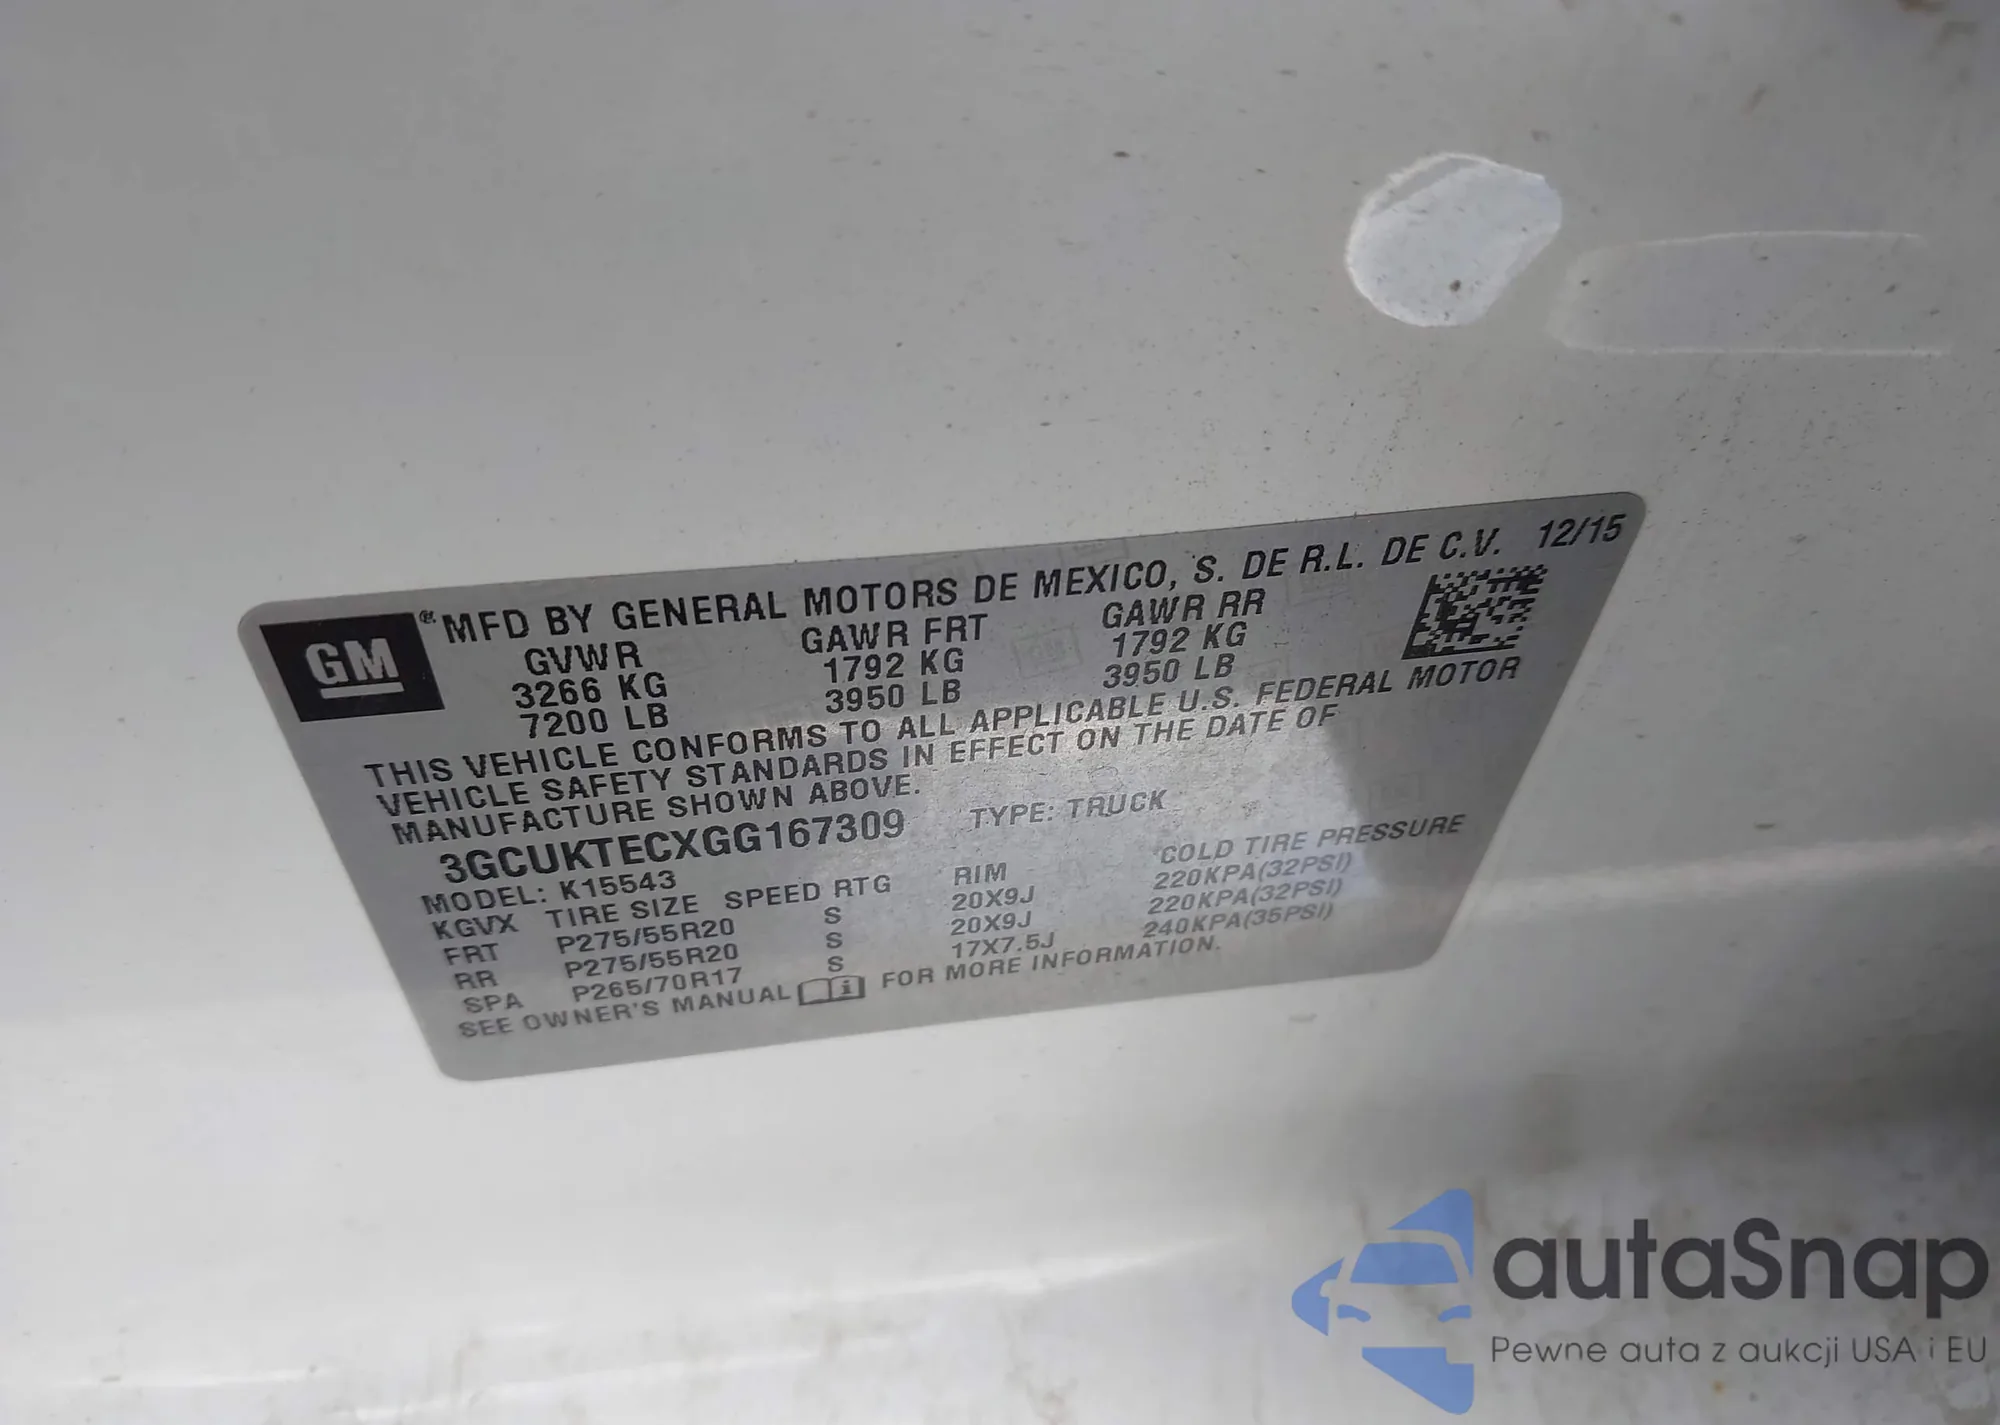 GM
® MFD BY GENERAL MOTORS DE MEXICO, S. DE R.L. DE C.V. 12/15
GVWR GAWR FRT GAWR RR
3266 KG 1792 KG 1792 KG
7200 LB 3950 LB 3950 LB
THIS VEHICLE CONFORMS TO ALL APPLICABLE U.S. FEDERAL MOTOR
VEHICLE SAFETY STANDARDS IN EFFECT ON THE DATE OF
MANUFACTURE SHOWN ABOVE.
3GCUKTECXGG167309 TYPE: TRUCK
MODEL: K15543
KGVX TIRE SIZE SPEED RTG RIM COLD TIRE PRESSURE
FRT P275/55R20 S 20X9J 220KPA(32PSI)
RR P275/55R20 S 20X9J 220KPA(32PSI)
SPA P265/70R17 S 17X7.5J 240KPA(35PSI)
SEE OWNER'S MANUAL FOR MORE INFORMATION.
autaSnap
Pewne auta z aukcji USA i EU